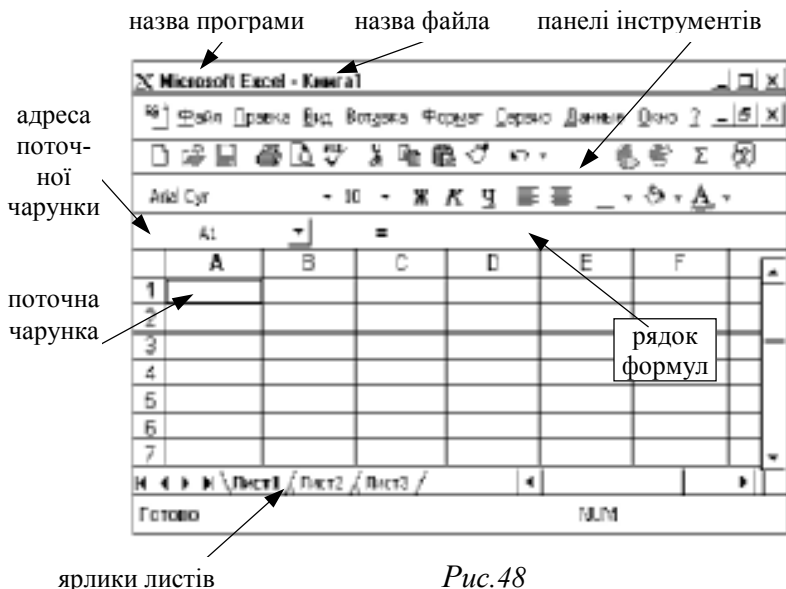 назва програми назва файла панелі інструментів
Microsoft Excel - Книга1
адреса
поточ-
ної
чарунки
Файл Правка Вид Вставка Формат Сервис Данные Окно ?
Arial Cyr 10 Ж К Ч
A1 =
A B C D E F
1
2
3
4
5
6
7
поточна
чарунка
рядок
формул
Лист1 Лист2 Лист3
Готово NUM
ярлики листів Рис.48